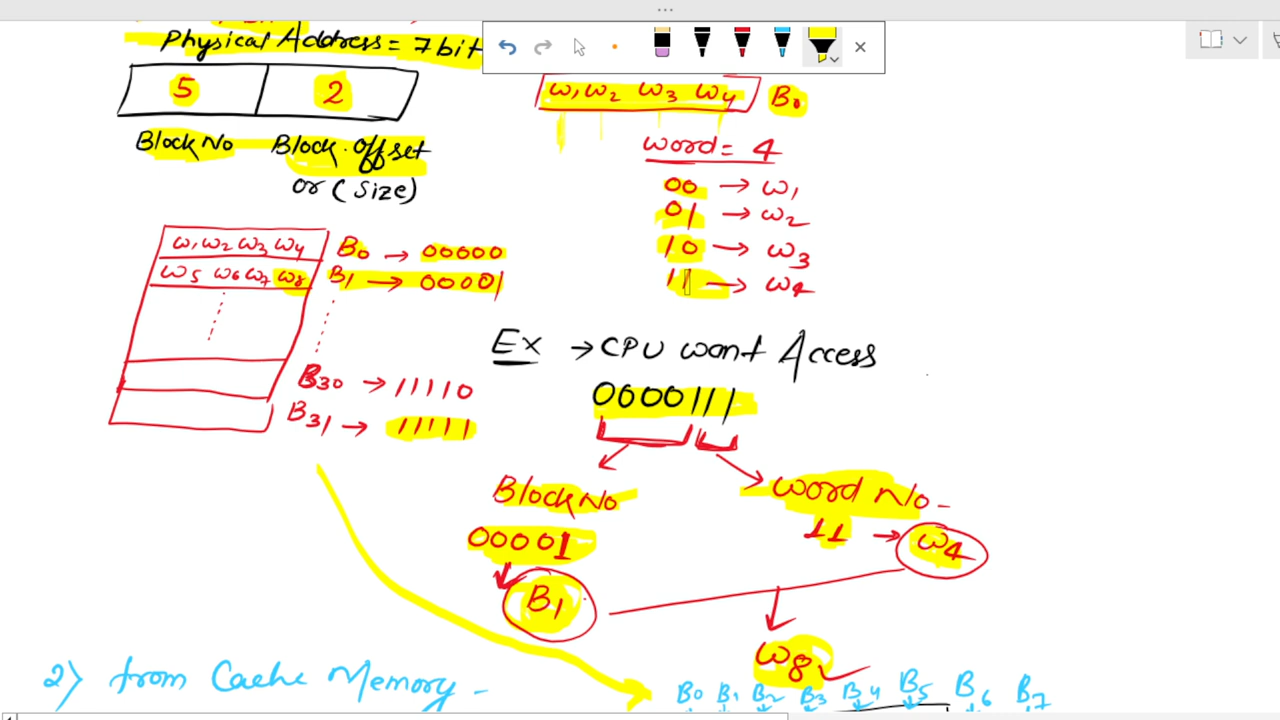 Physical Address = 7bit
5 2
Block No Block offset
or (Size)
w1 w2 w3 w4 B0
word = 4
00 → w1
01 → w2
10 → w3
11 → w4
w1 w2 w3 w4 B0 → 00000
w5 w6 w7 w8 B1 → 00001
B30 → 11110
B31 → 11111
Ex → CPU want Access
0000111
Block No
00001
B1
word No-
11 → w4
w8
2) from Cache Memory -
B0 B1 B2 B3 B4 B5 B6 B7